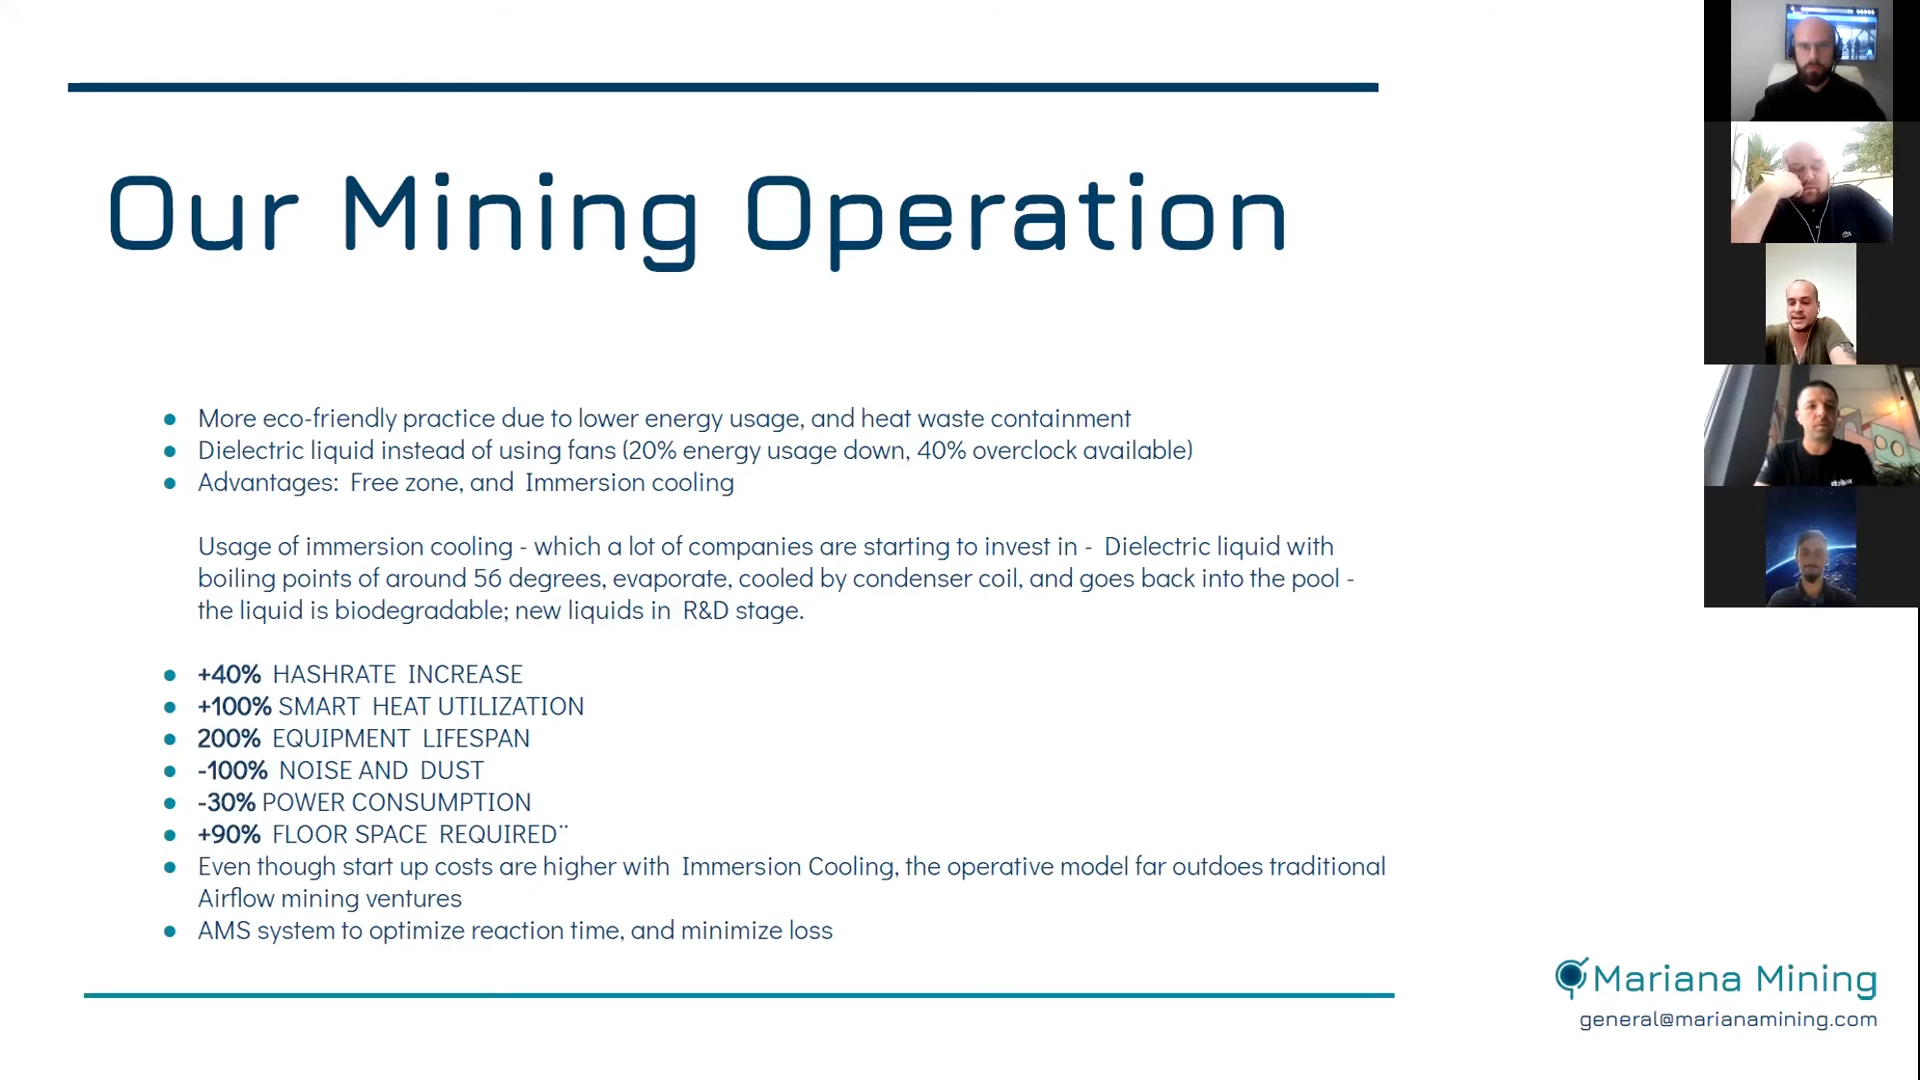 Our Mining Operation
● More eco-friendly practice due to lower energy usage, and heat waste containment
● Dielectric liquid instead of using fans (20% energy usage down, 40% overclock available)
● Advantages: Free zone, and Immersion cooling
Usage of immersion cooling - which a lot of companies are starting to invest in - Dielectric liquid with
boiling points of around 56 degrees, evaporate, cooled by condenser coil, and goes back into the pool -
the liquid is biodegradable; new liquids in R&D stage.
● +40% HASHRATE INCREASE
● +100% SMART HEAT UTILIZATION
● 200% EQUIPMENT LIFESPAN
● -100% NOISE AND DUST
● -30% POWER CONSUMPTION
● +90% FLOOR SPACE REQUIRED¨
● Even though start up costs are higher with Immersion Cooling, the operative model far outdoes traditional
Airflow mining ventures
● AMS system to optimize reaction time, and minimize loss
Mariana Mining
general@marianamining.com